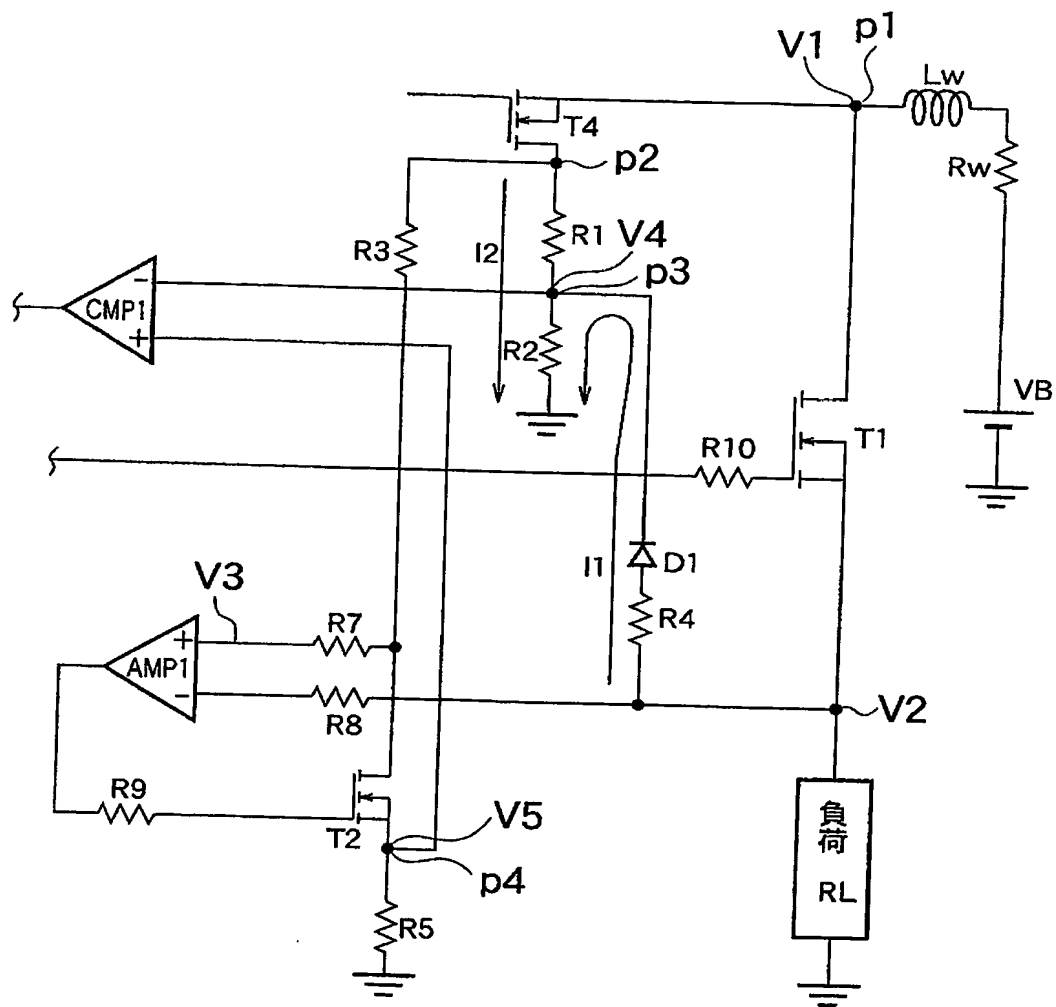 V1
p1
Lw
T4
Rw
p2
R3
I2
R1
V4
p3
−
CMP1
+
R2
VB
T1
R10
I1
D1
V3
R4
R7
+
AMP1
−
R8
V2
R9
T2
V5
p4
負荷
RL
R5